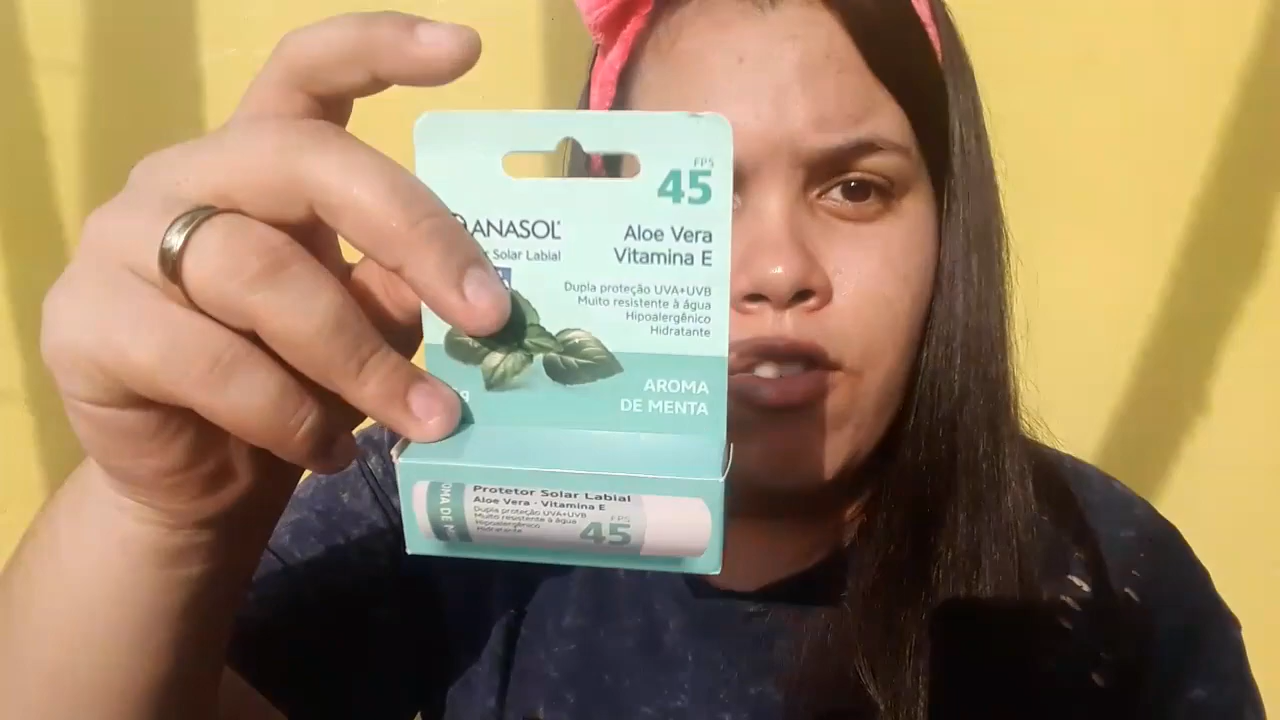 FPS
45
ANASOL
Solar Labial
Aloe Vera
Vitamina E
Dupla proteção UVA+UVB
Muito resistente à água
Hipoalergênico
Hidratante
AROMA
DE MENTA
Protetor Solar Labial
Aloe Vera · Vitamina E
Dupla proteção UVA+UVB
Muito resistente à água
Hipoalergênico
Hidratante
FPS
45